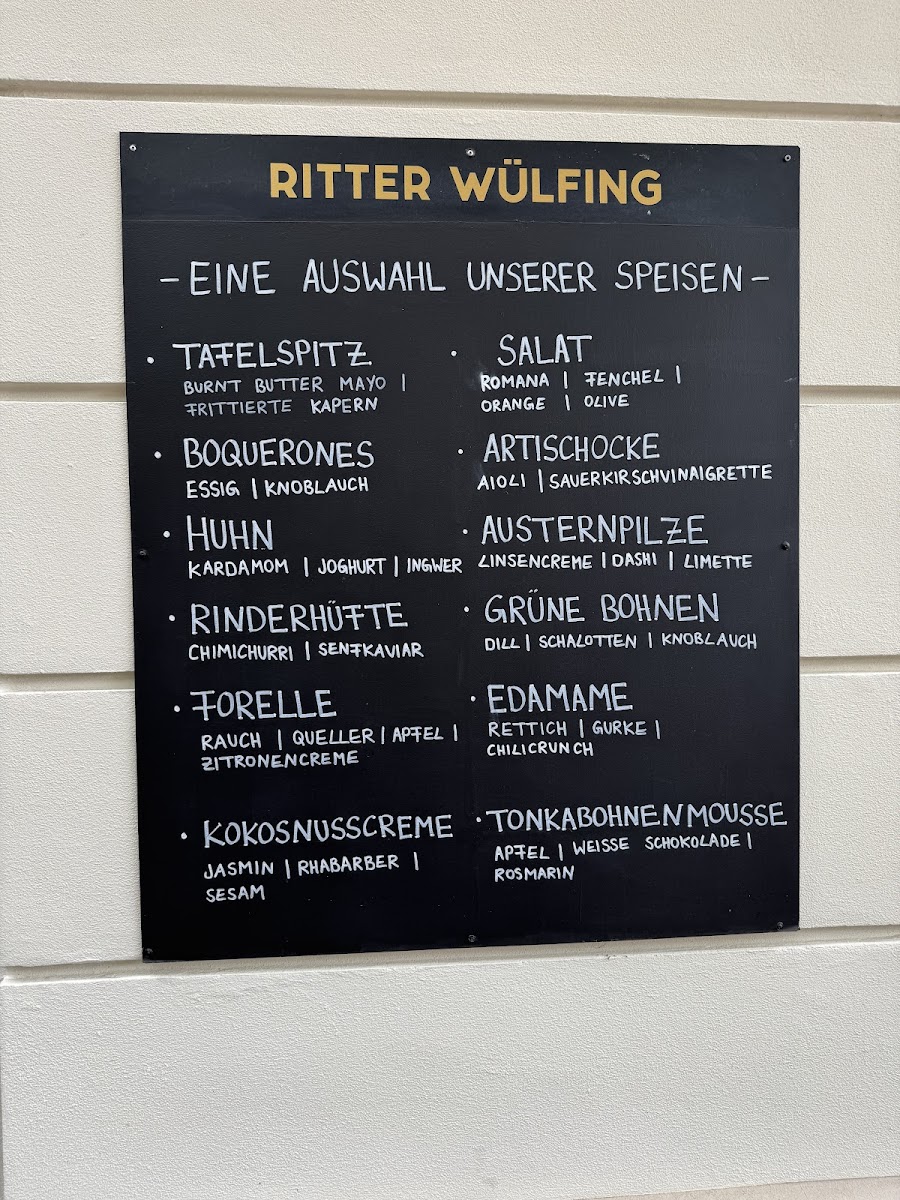 RITTER WÜLFING
- EINE AUSWAHL UNSERER SPEISEN -
• TAFELSPITZ
BURNT BUTTER MAYO |
FRITTIERTE KAPERN
• BOQUERONES
ESSIG | KNOBLAUCH
• HUHN
KARDAMOM | JOGHURT | INGWER
• RINDERHÜFTE
CHIMICHURRI | SENFKAVIAR
• FORELLE
RAUCH | QUELLER | APFEL |
ZITRONENCREME
• KOKOSNUSSCREME
JASMIN | RHABARBER |
SESAM
• SALAT
ROMANA | FENCHEL |
ORANGE | OLIVE
• ARTISCHOCKE
AIOLI | SAUERKIRSCHVINAIGRETTE
• AUSTERNPILZE
LINSENCREME | DASHI | LIMETTE
• GRÜNE BOHNEN
DILL | SCHALOTTEN | KNOBLAUCH
• EDAMAME
RETTICH | GURKE |
CHILICRUNCH
• TONKABOHNENMOUSSE
APFEL | WEISSE SCHOKOLADE |
ROSMARIN